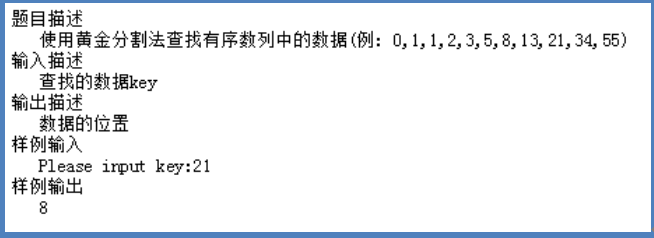 题目描述
使用黄金分割法查找有序数列中的数据(例: 0,1,1,2,3,5,8,13,21,34,55)
输入描述
查找的数据key
输出描述
数据的位置
样例输入
Please input key:21
样例输出
8